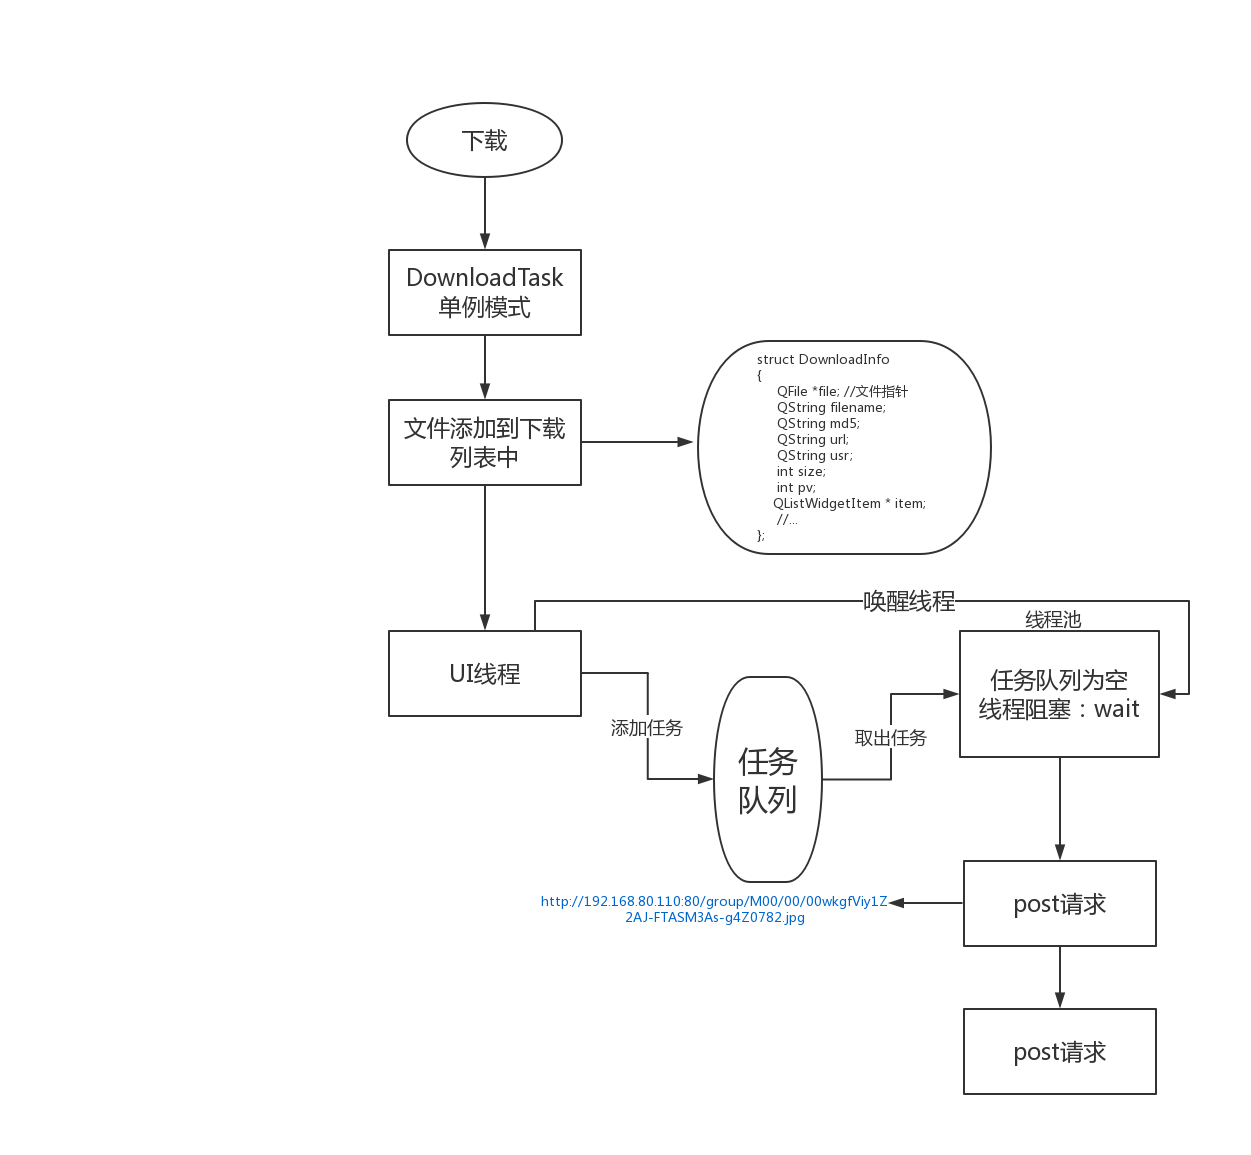 下载
DownloadTask
单例模式
文件添加到下载
列表中
struct DownloadInfo
{
QFile *file; //文件指针
QString filename;
QString md5;
QString url;
QString usr;
int size;
int pv;
QListWidgetItem * item;
//...
};
唤醒线程
线程池
UI线程
任务队列为空
线程阻塞：wait
添加任务
取出任务
任务
队列
http://192.168.80.110:80/group/M00/00/00wkgfViy1Z
2AJ-FTASM3As-g4Z0782.jpg
post请求
post请求